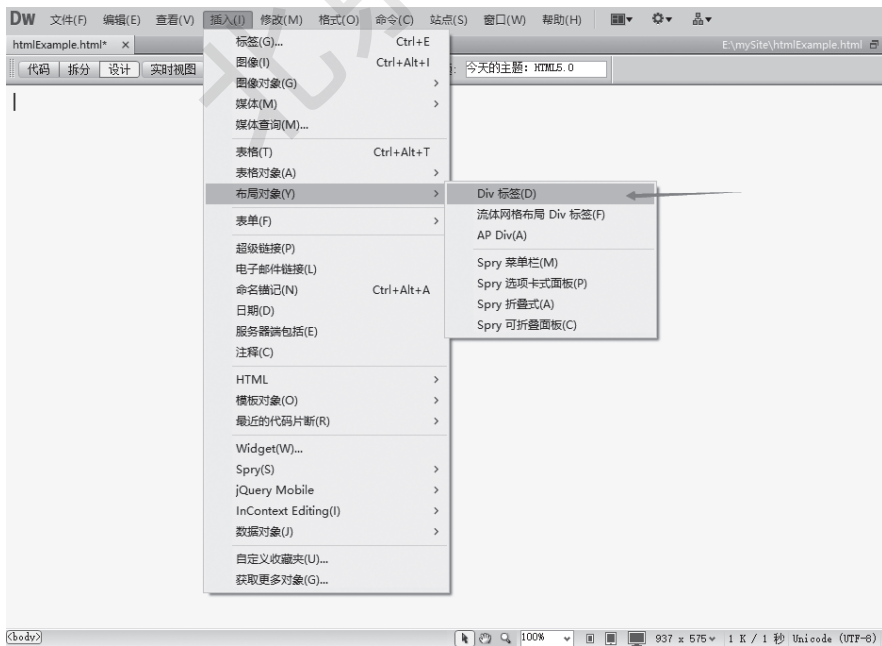 DW 文件(F) 编辑(E) 查看(V) 插入(I) 修改(M) 格式(O) 命令(C) 站点(S) 窗口(W) 帮助(H)
htmlExample.html* × E:\mySite\htmlExample.html
代码 拆分 设计 实时视图 今天的主题: HTML5.0
标签(G)... Ctrl+E
图像(I) Ctrl+Alt+I
图像对象(G)
媒体(M)
媒体查询(M)...
表格(T) Ctrl+Alt+T
表格对象(A)
布局对象(Y)
Div 标签(D)
流体网格布局 Div 标签(F)
AP Div(A)
Spry 菜单栏(M)
Spry 选项卡式面板(P)
Spry 折叠式(A)
Spry 可折叠面板(C)
表单(F)
超级链接(P)
电子邮件链接(L)
命名锚记(N) Ctrl+Alt+A
日期(D)
服务器端包括(E)
注释(C)
HTML
模板对象(O)
最近的代码片断(R)
Widget(W)...
Spry(S)
jQuery Mobile
InContext Editing(I)
数据对象(J)
自定义收藏夹(U)...
获取更多对象(G)...
<body> 100% 937 x 575 1 K / 1 秒 Unicode (UTF-8)